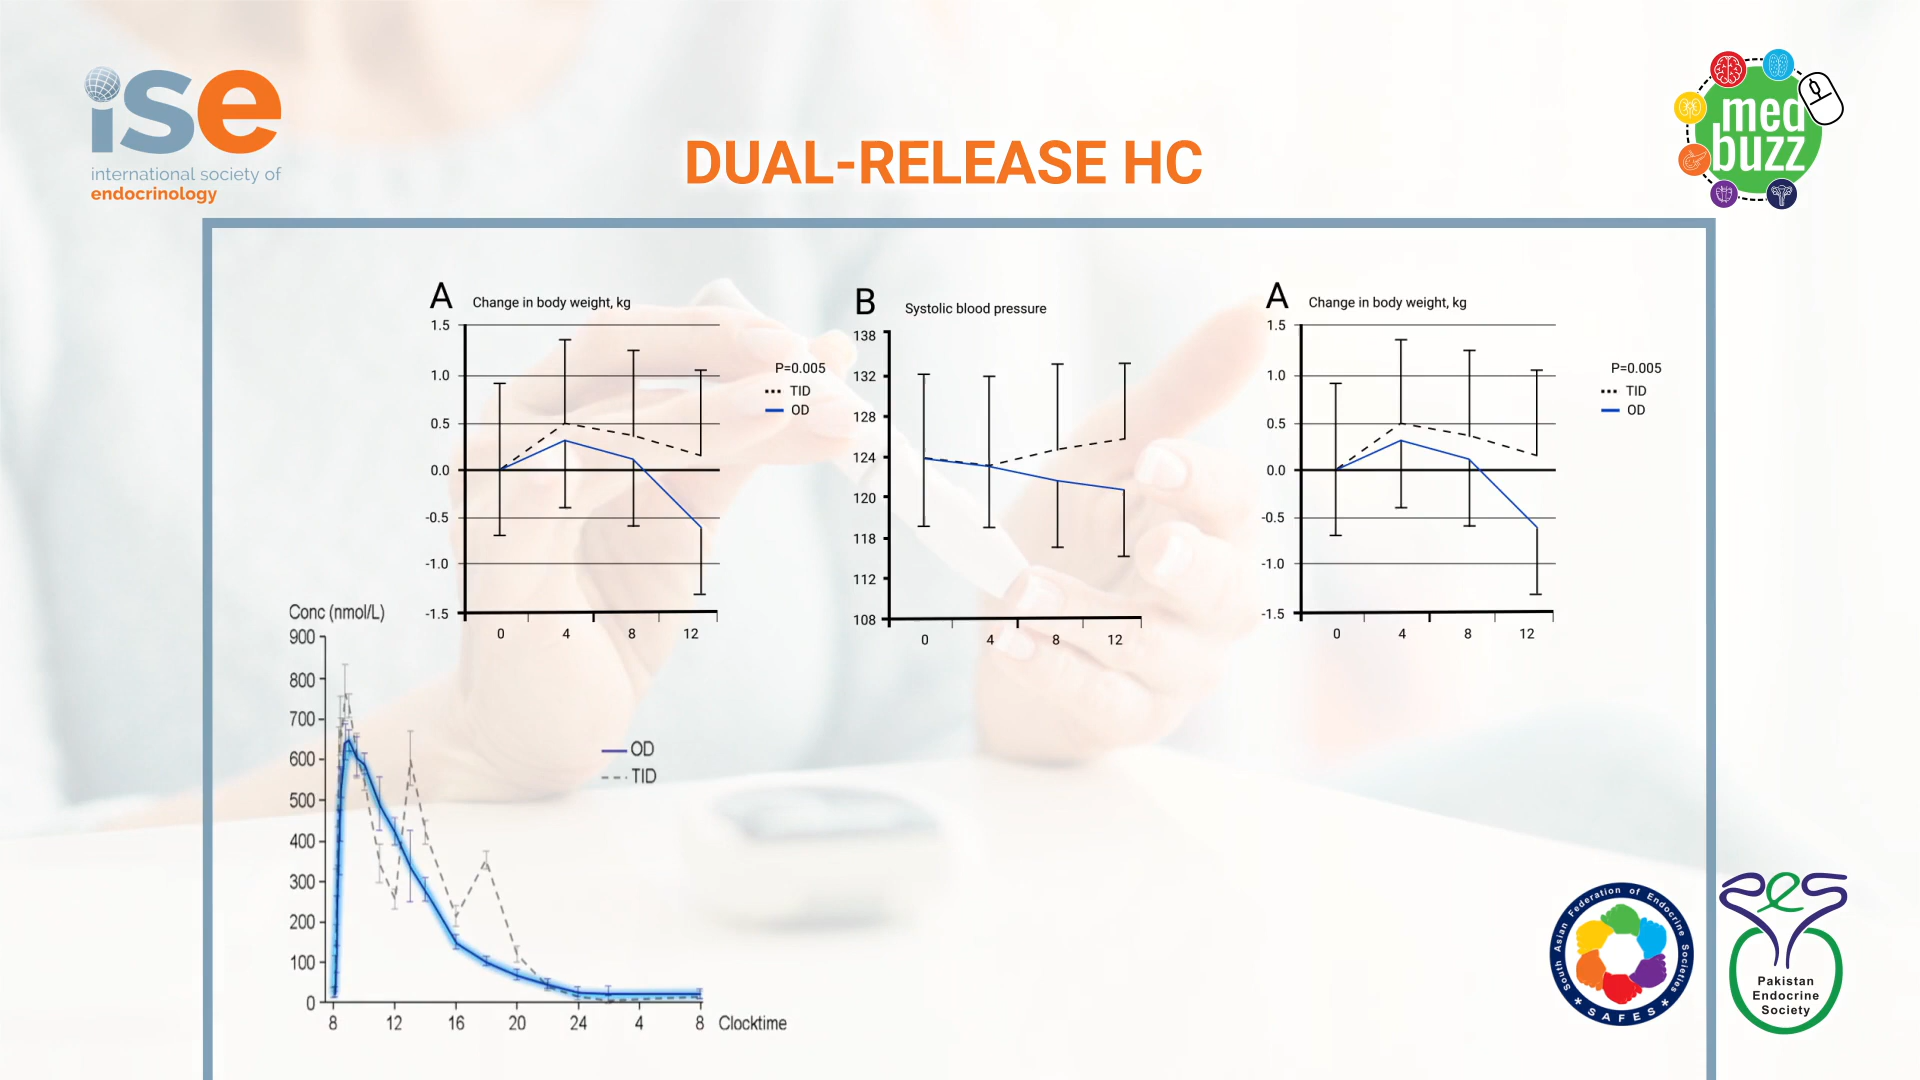 ise
international society of
endocrinology
DUAL-RELEASE HC
med
buzz
A Change in body weight, kg
1.5
1.0
0.5
0.0
-0.5
-1.0
-1.5
0 4 8 12
P=0.005
TID
OD
B Systolic blood pressure
138
132
128
124
120
118
112
108
0 4 8 12
A Change in body weight, kg
1.5
1.0
0.5
0.0
-0.5
-1.0
-1.5
0 4 8 12
P=0.005
TID
OD
Conc (nmol/L)
900
800
700
600
500
400
300
200
100
0
8 12 16 20 24 4 8 Clocktime
OD
TID
South Asian Federation of Endocrine Societies
* SAFES *
PES
Pakistan
Endocrine
Society